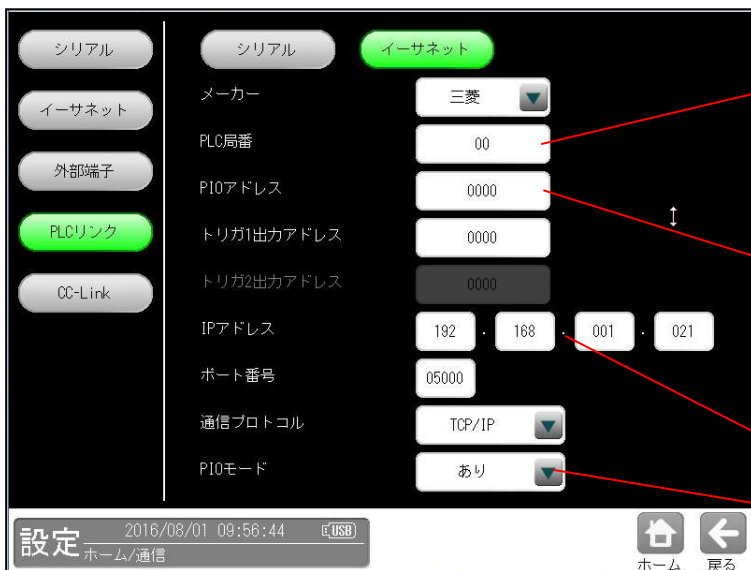 シリアル
イーサネット
外部端子
PLCリンク
CC-Link
シリアル イーサネット
メーカー 三菱
PLC局番 00
PIOアドレス 0000
トリガ1出力アドレス 0000
トリガ2出力アドレス 0000
IPアドレス 192 . 168 . 001 . 021
ポート番号 05000
通信プロトコル TCP/IP
PIOモード あり
設定 2016/08/01 09:56:44 USB
ホーム/通信
ホーム 戻る